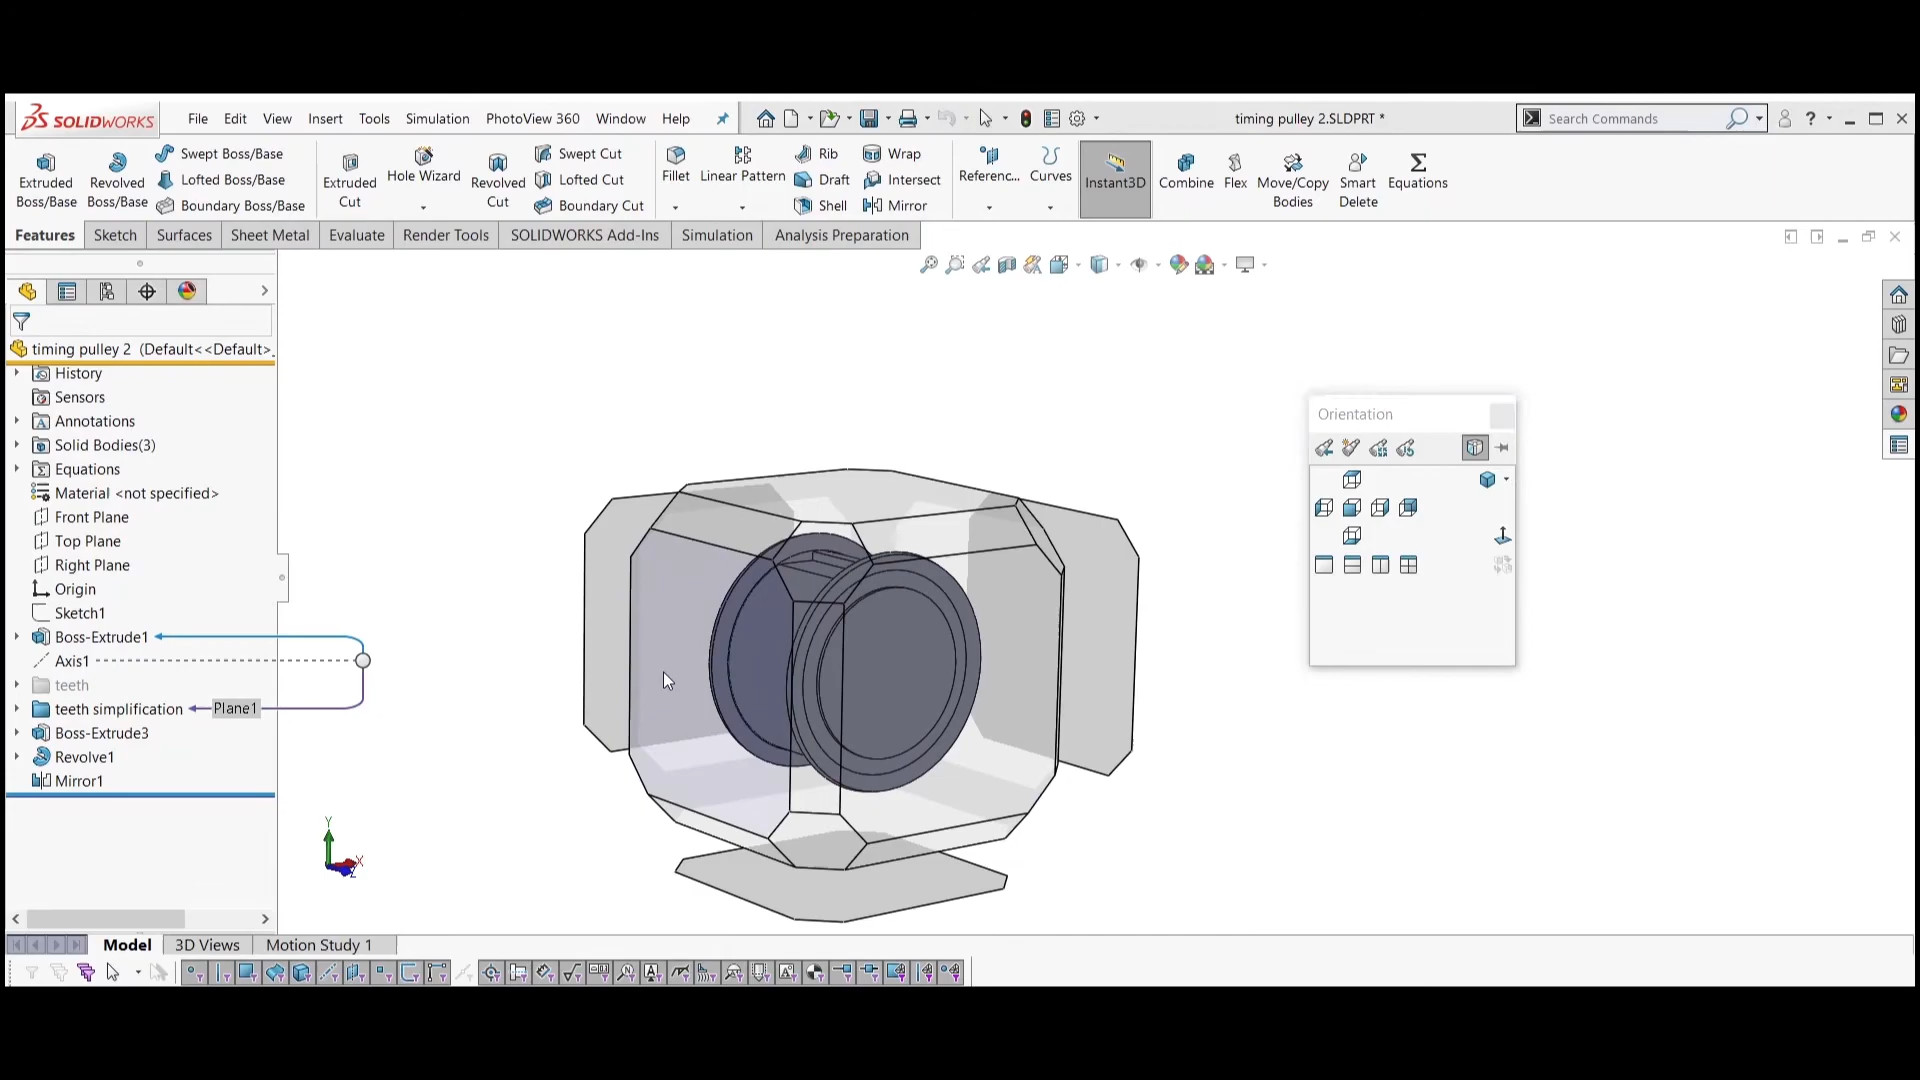 SOLIDWORKS File Edit View Insert Tools Simulation PhotoView 360 Window Help timing pulley 2.SLDPRT * Search Commands ?
Extruded Boss/Base
Revolved Boss/Base
Swept Boss/Base
Lofted Boss/Base
Boundary Boss/Base
Extruded Cut
Hole Wizard
Revolved Cut
Swept Cut
Lofted Cut
Boundary Cut
Fillet
Linear Pattern
Rib
Draft
Shell
Wrap
Intersect
Mirror
Referenc...
Curves
Instant3D
Combine
Flex
Move/Copy Bodies
Smart Delete
Equations
Features Sketch Surfaces Sheet Metal Evaluate Render Tools SOLIDWORKS Add-Ins Simulation Analysis Preparation
timing pulley 2 (Default<<Default>_
History
Sensors
Annotations
Solid Bodies(3)
Equations
Material <not specified>
Front Plane
Top Plane
Right Plane
Origin
Sketch1
Boss-Extrude1
Axis1
teeth
teeth simplification Plane1
Boss-Extrude3
Revolve1
Mirror1
Orientation
Y
X
Z
Model 3D Views Motion Study 1